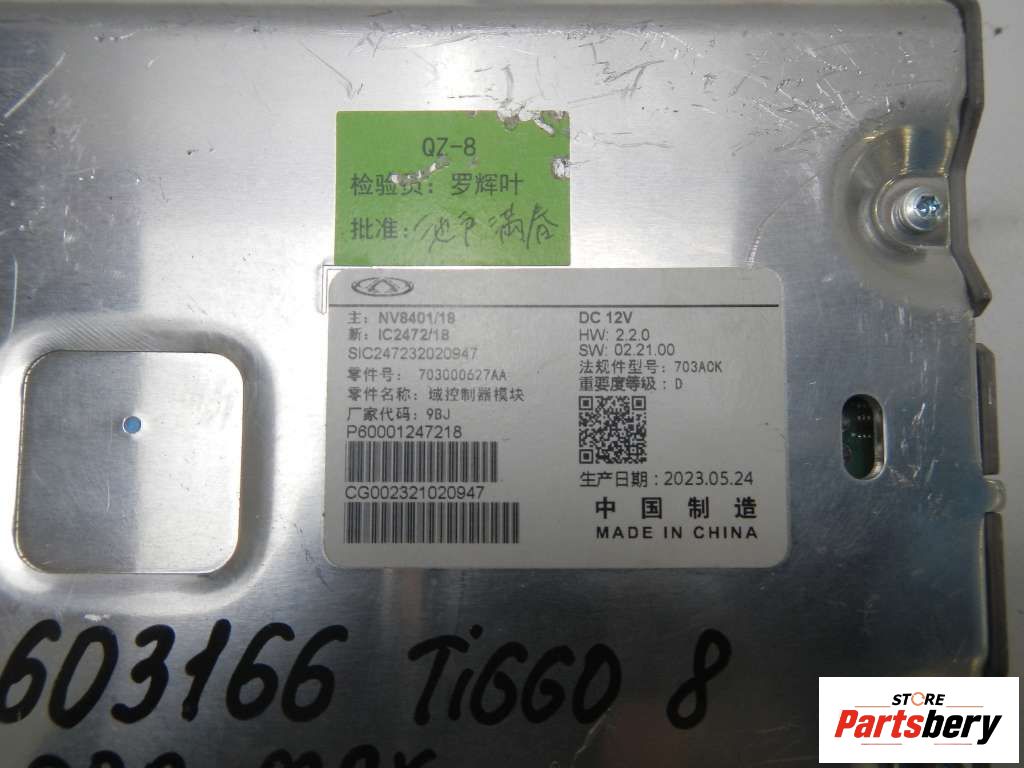 QZ-8
检验员: 罗辉叶
批准:
主: NV8401/18
新: IC2472/18
SIC247232020947
零件号: 703000627AA
零件名称: 域控制器模块
厂家代码: 9BJ
P60001247218
CG002321020947
DC 12V
HW: 2.2.0
SW: 02.21.00
法规件型号: 703ACK
重要度等级: D
生产日期: 2023.05.24
中国制造
MADE IN CHINA
603166 TiGGO 8
PRO MAX
STORE
Partsbery